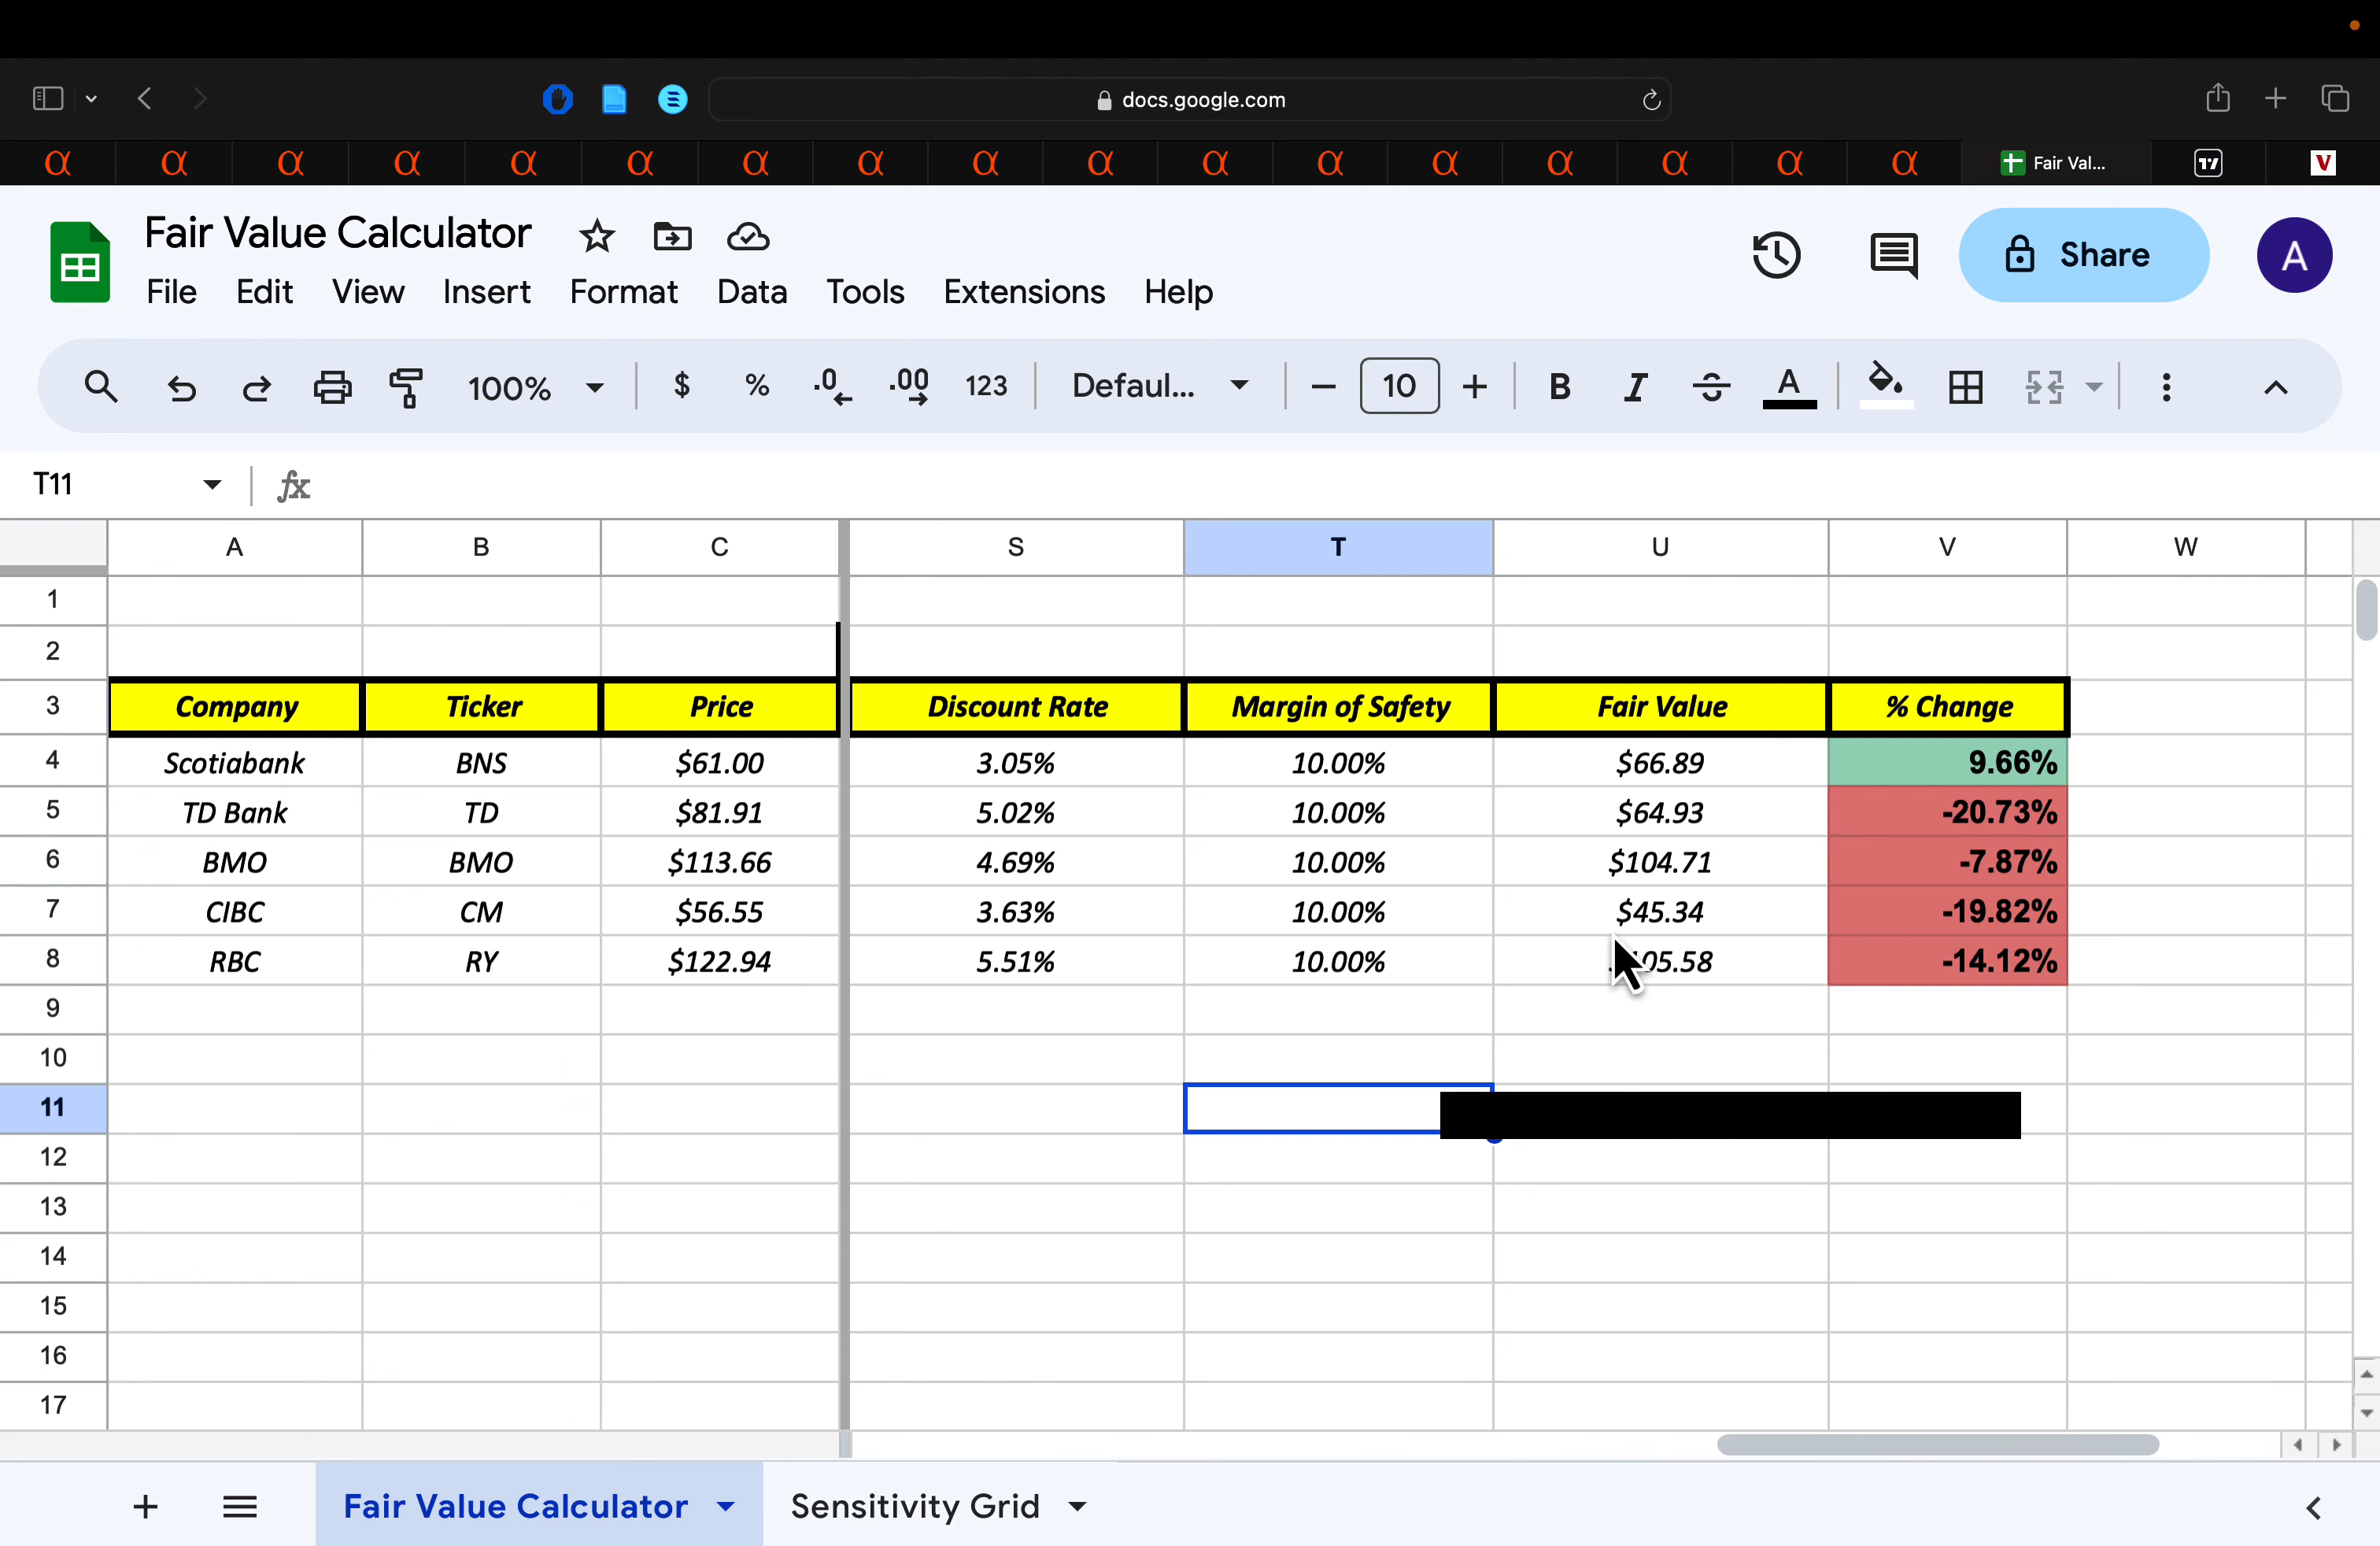 docs.google.com
α α α α α α α α α α α α α α α α α Fair Val... 17 V
Fair Value Calculator
Share A
File Edit View Insert Format Data Tools Extensions Help
100% $ % .0 .00 123 Defaul... 10 B I S A
T11 fx
A B C S T U V W
1
2
3 Company Ticker Price Discount Rate Margin of Safety Fair Value % Change
4 Scotiabank BNS $61.00 3.05% 10.00% $66.89 9.66%
5 TD Bank TD $81.91 5.02% 10.00% $64.93 -20.73%
6 BMO BMO $113.66 4.69% 10.00% $104.71 -7.87%
7 CIBC CM $56.55 3.63% 10.00% $45.34 -19.82%
8 RBC RY $122.94 5.51% 10.00% -14.12%
9
10
11
12
13
14
15
16
17
Fair Value Calculator Sensitivity Grid